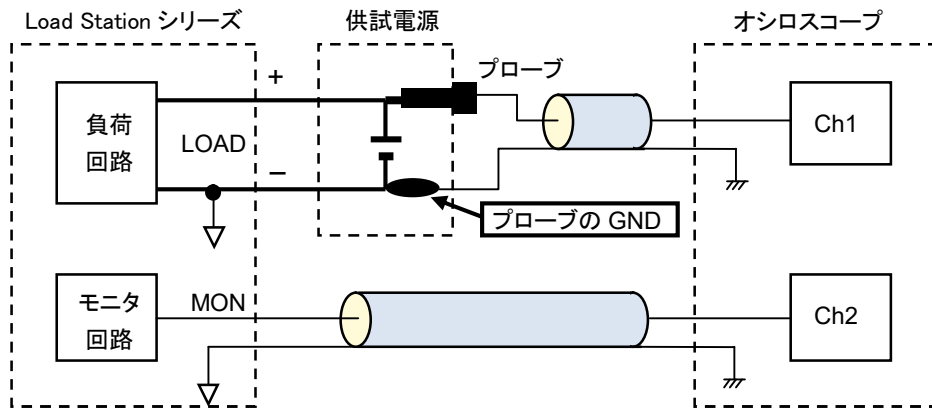 Load Station シリーズ
供試電源
オシロスコープ
+
プローブ
負荷
回路
LOAD
Ch1
−
プローブの GND
モニタ
回路
MON
Ch2